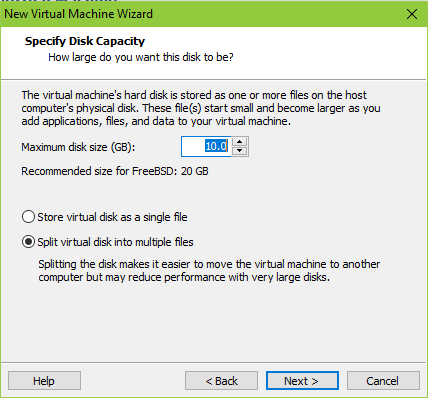 New Virtual Machine Wizard
Specify Disk Capacity
How large do you want this disk to be?
The virtual machine's hard disk is stored as one or more files on the host
computer's physical disk. These file(s) start small and become larger as you
add applications, files, and data to your virtual machine.
Maximum disk size (GB): 10.0
Recommended size for FreeBSD: 20 GB
Store virtual disk as a single file
Split virtual disk into multiple files
Splitting the disk makes it easier to move the virtual machine to another
computer but may reduce performance with very large disks.
Help < Back Next > Cancel